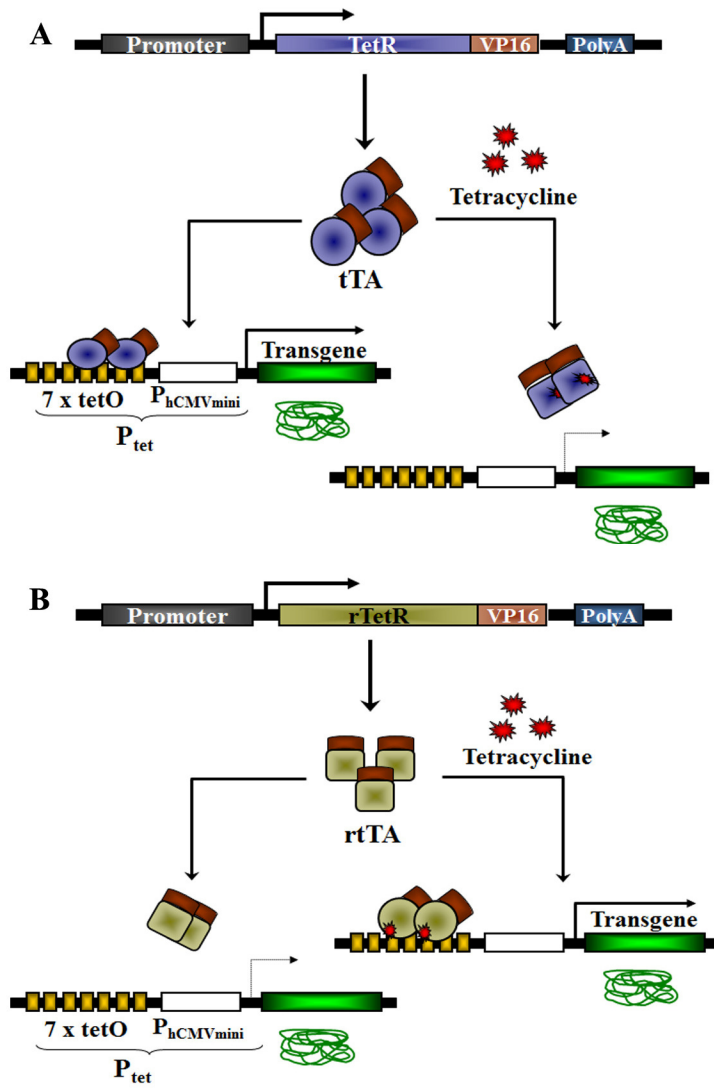 A
Promoter TetR VP16 PolyA
Tetracycline
tTA
Transgene
7 x tetO PhCMVmini
Ptet
B
Promoter rTetR VP16 PolyA
Tetracycline
rtTA
Transgene
7 x tetO PhCMVmini
Ptet